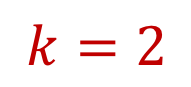 k = 2